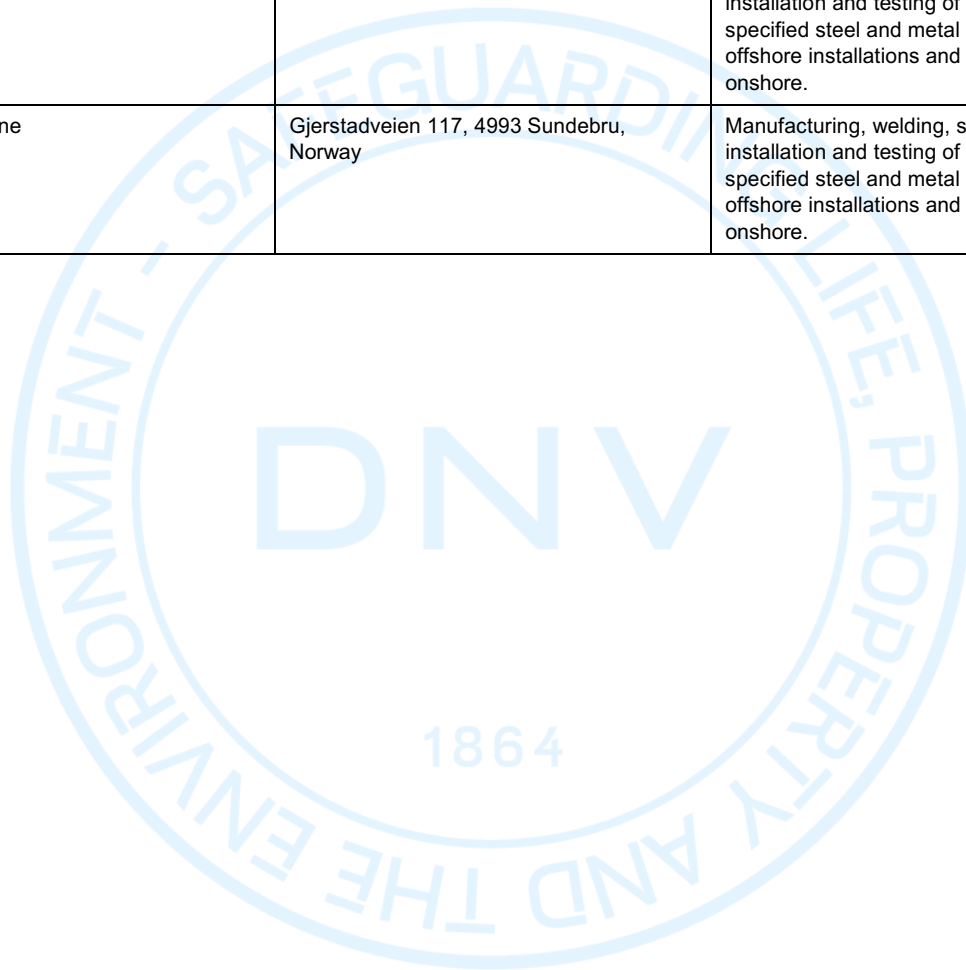 installation and testing of
specified steel and metal
offshore installations and
onshore.
ne
Gjerstadveien 117, 4993 Sundebru,
Norway
Manufacturing, welding, s
installation and testing of
specified steel and metal
offshore installations and
onshore.
SAFEGUARDING LIFE, PROPERTY AND THE ENVIRONMENT -
DNV
1864